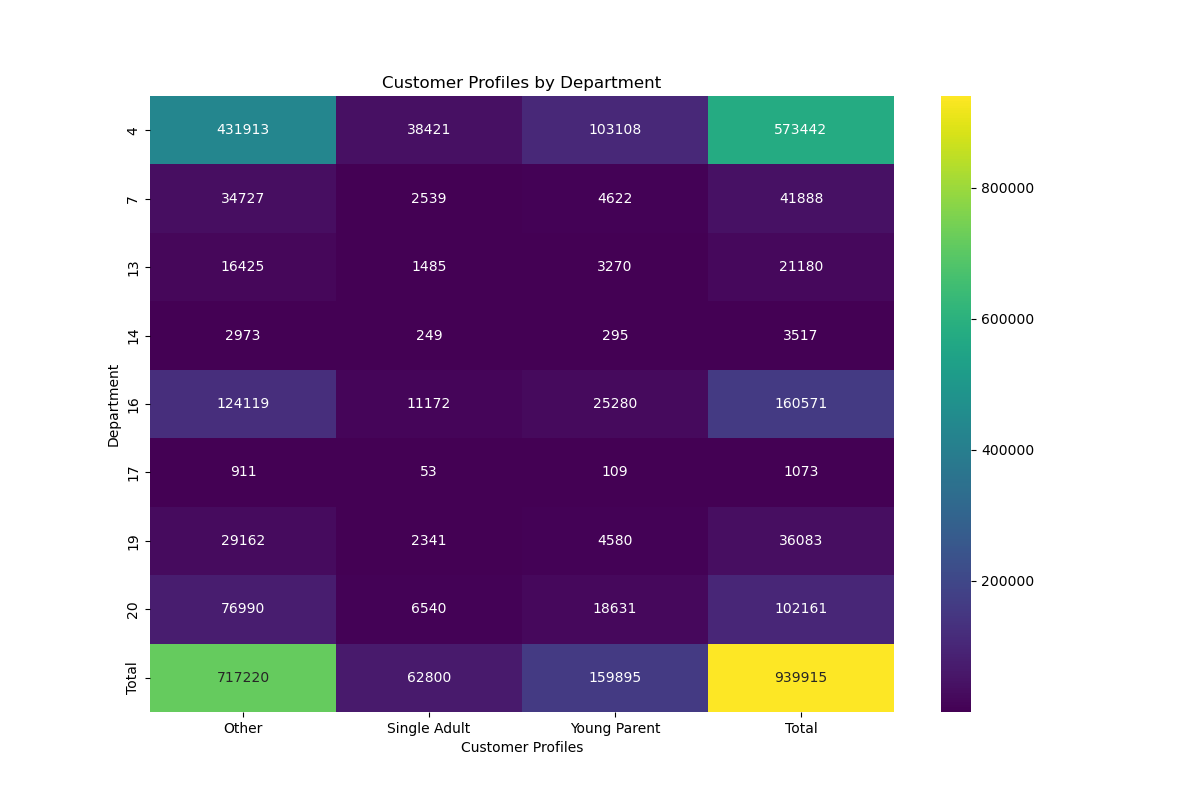 Customer Profiles by Department
4 431913 38421 103108 573442
7 34727 2539 4622 41888
13 16425 1485 3270 21180
14 2973 249 295 3517
16 124119 11172 25280 160571
17 911 53 109 1073
19 29162 2341 4580 36083
20 76990 6540 18631 102161
Total 717220 62800 159895 939915
Department
Other Single Adult Young Parent Total
Customer Profiles
800000
600000
400000
200000